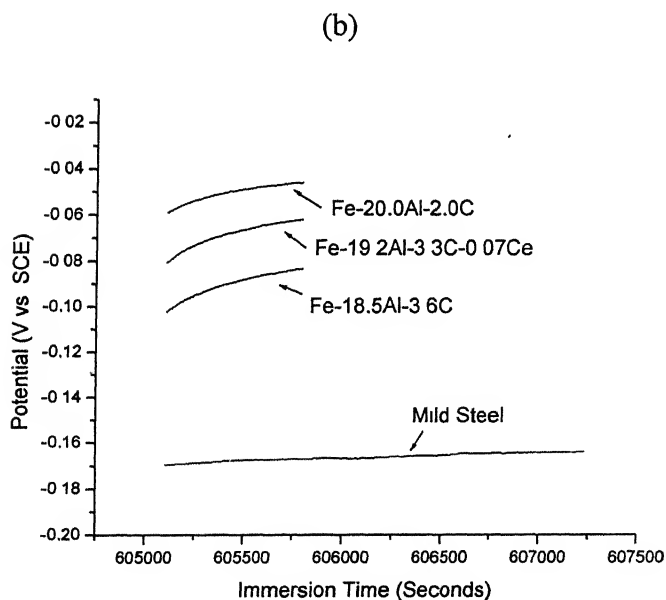 (b)
-0 02
-0 04
-0 06
-0 08
-0.10
-0.12
-0.14
-0.16
-0 18
-0.20
Potential (V vs SCE)
Fe-20.0Al-2.0C
Fe-19 2Al-3 3C-0 07Ce
Fe-18.5Al-3 6C
Mild Steel
605000 605500 606000 606500 607000 607500
Immersion Time (Seconds)